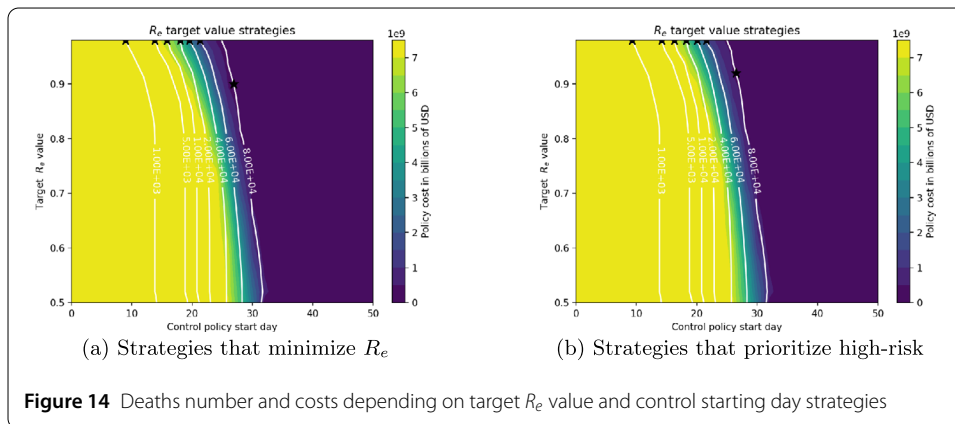 R_e target value strategies
1e9
Target R_e value
0.9
0.8
0.7
0.6
0.5
1.00E+03
5.00E+03
1.00E+04
2.00E+04
4.00E+04
6.00E+04
8.00E+04
0 10 20 30 40 50
Control policy start day
7
6
5
4
3
2
1
0
Policy cost in billions of USD
(a) Strategies that minimize R_e
R_e target value strategies
1e9
Target R_e value
0.9
0.8
0.7
0.6
0.5
1.00E+03
5.00E+03
1.00E+04
2.00E+04
4.00E+04
6.00E+04
8.00E+04
0 10 20 30 40 50
Control policy start day
7
6
5
4
3
2
1
0
Policy cost in billions of USD
(b) Strategies that prioritize high-risk
Figure 14 Deaths number and costs depending on target R_e value and control starting day strategies